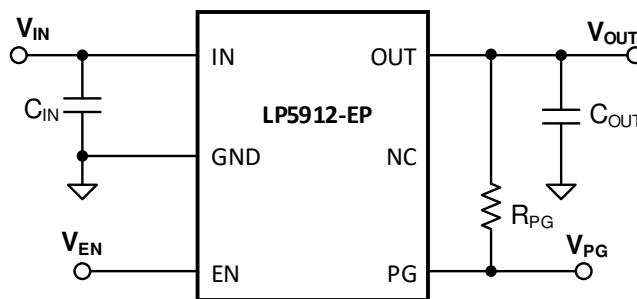 V_IN
V_OUT
IN
OUT
C_IN
LP5912-EP
C_OUT
GND
NC
R_PG
V_EN
V_PG
EN
PG